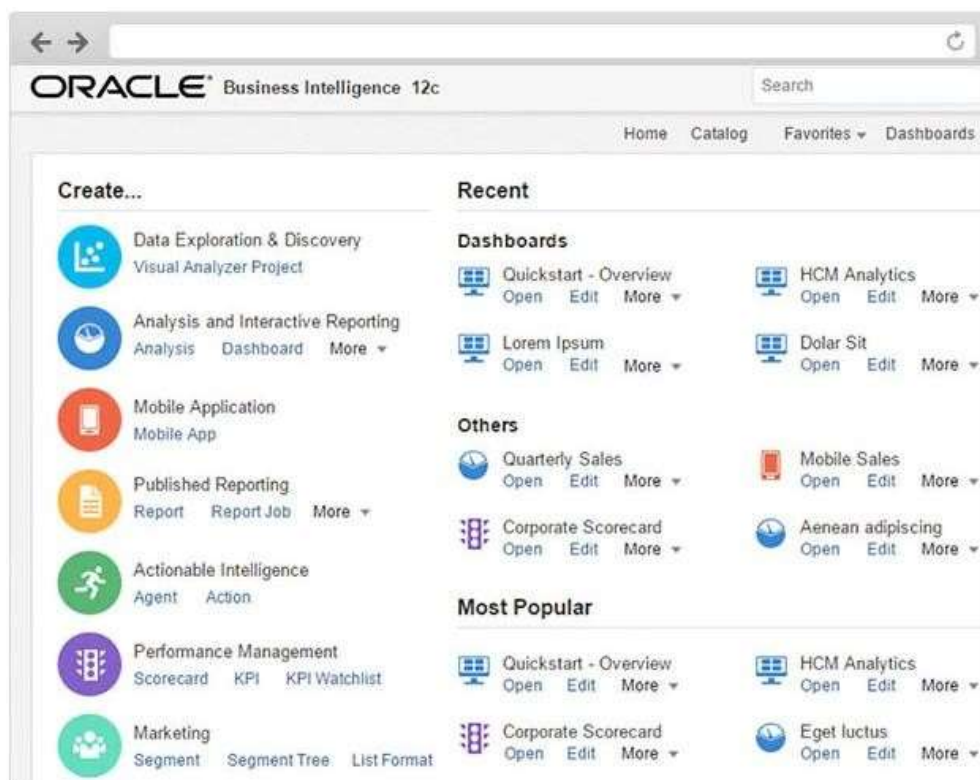 ORACLE Business Intelligence 12c
Search
Home Catalog Favorites Dashboards
Create...
Data Exploration & Discovery
Visual Analyzer Project
Analysis and Interactive Reporting
Analysis Dashboard More
Mobile Application
Mobile App
Published Reporting
Report Report Job More
Actionable Intelligence
Agent Action
Performance Management
Scorecard KPI KPI Watchlist
Marketing
Segment Segment Tree List Format
Recent
Dashboards
Quickstart - Overview
Open Edit More
HCM Analytics
Open Edit More
Lorem Ipsum
Open Edit More
Dolar Sit
Open Edit More
Others
Quarterly Sales
Open Edit More
Mobile Sales
Open Edit More
Corporate Scorecard
Open Edit More
Aenean adipiscing
Open Edit More
Most Popular
Quickstart - Overview
Open Edit More
HCM Analytics
Open Edit More
Corporate Scorecard
Open Edit More
Eget luctus
Open Edit More